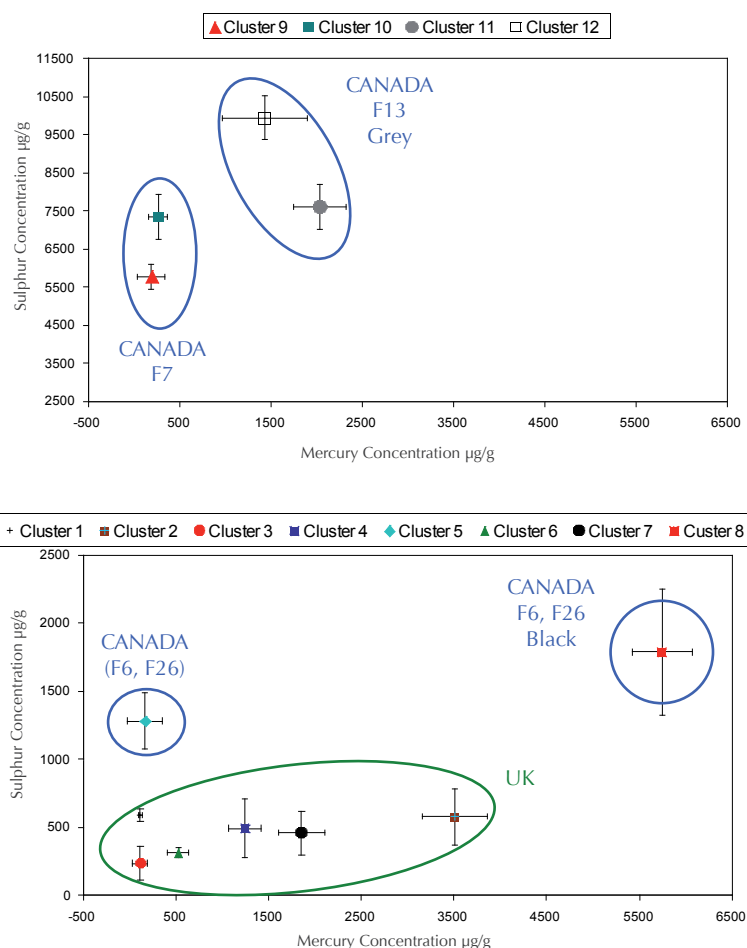 Cluster 9 Cluster 10 Cluster 11 Cluster 12
11500
10500
9500
8500
7500
6500
5500
4500
3500
2500
Sulphur Concentration µg/g
CANADA
F13
Grey
CANADA
F7
-500 500 1500 2500 3500 4500 5500 6500
Mercury Concentration µg/g
Cluster 1 Cluster 2 Cluster 3 Cluster 4 Cluster 5 Cluster 6 Cluster 7 Custer 8
2500
2000
1500
1000
500
0
Sulphur Concentration µg/g
CANADA
F6, F26
Black
CANADA
(F6, F26)
UK
-500 500 1500 2500 3500 4500 5500 6500
Mercury Concentration µg/g